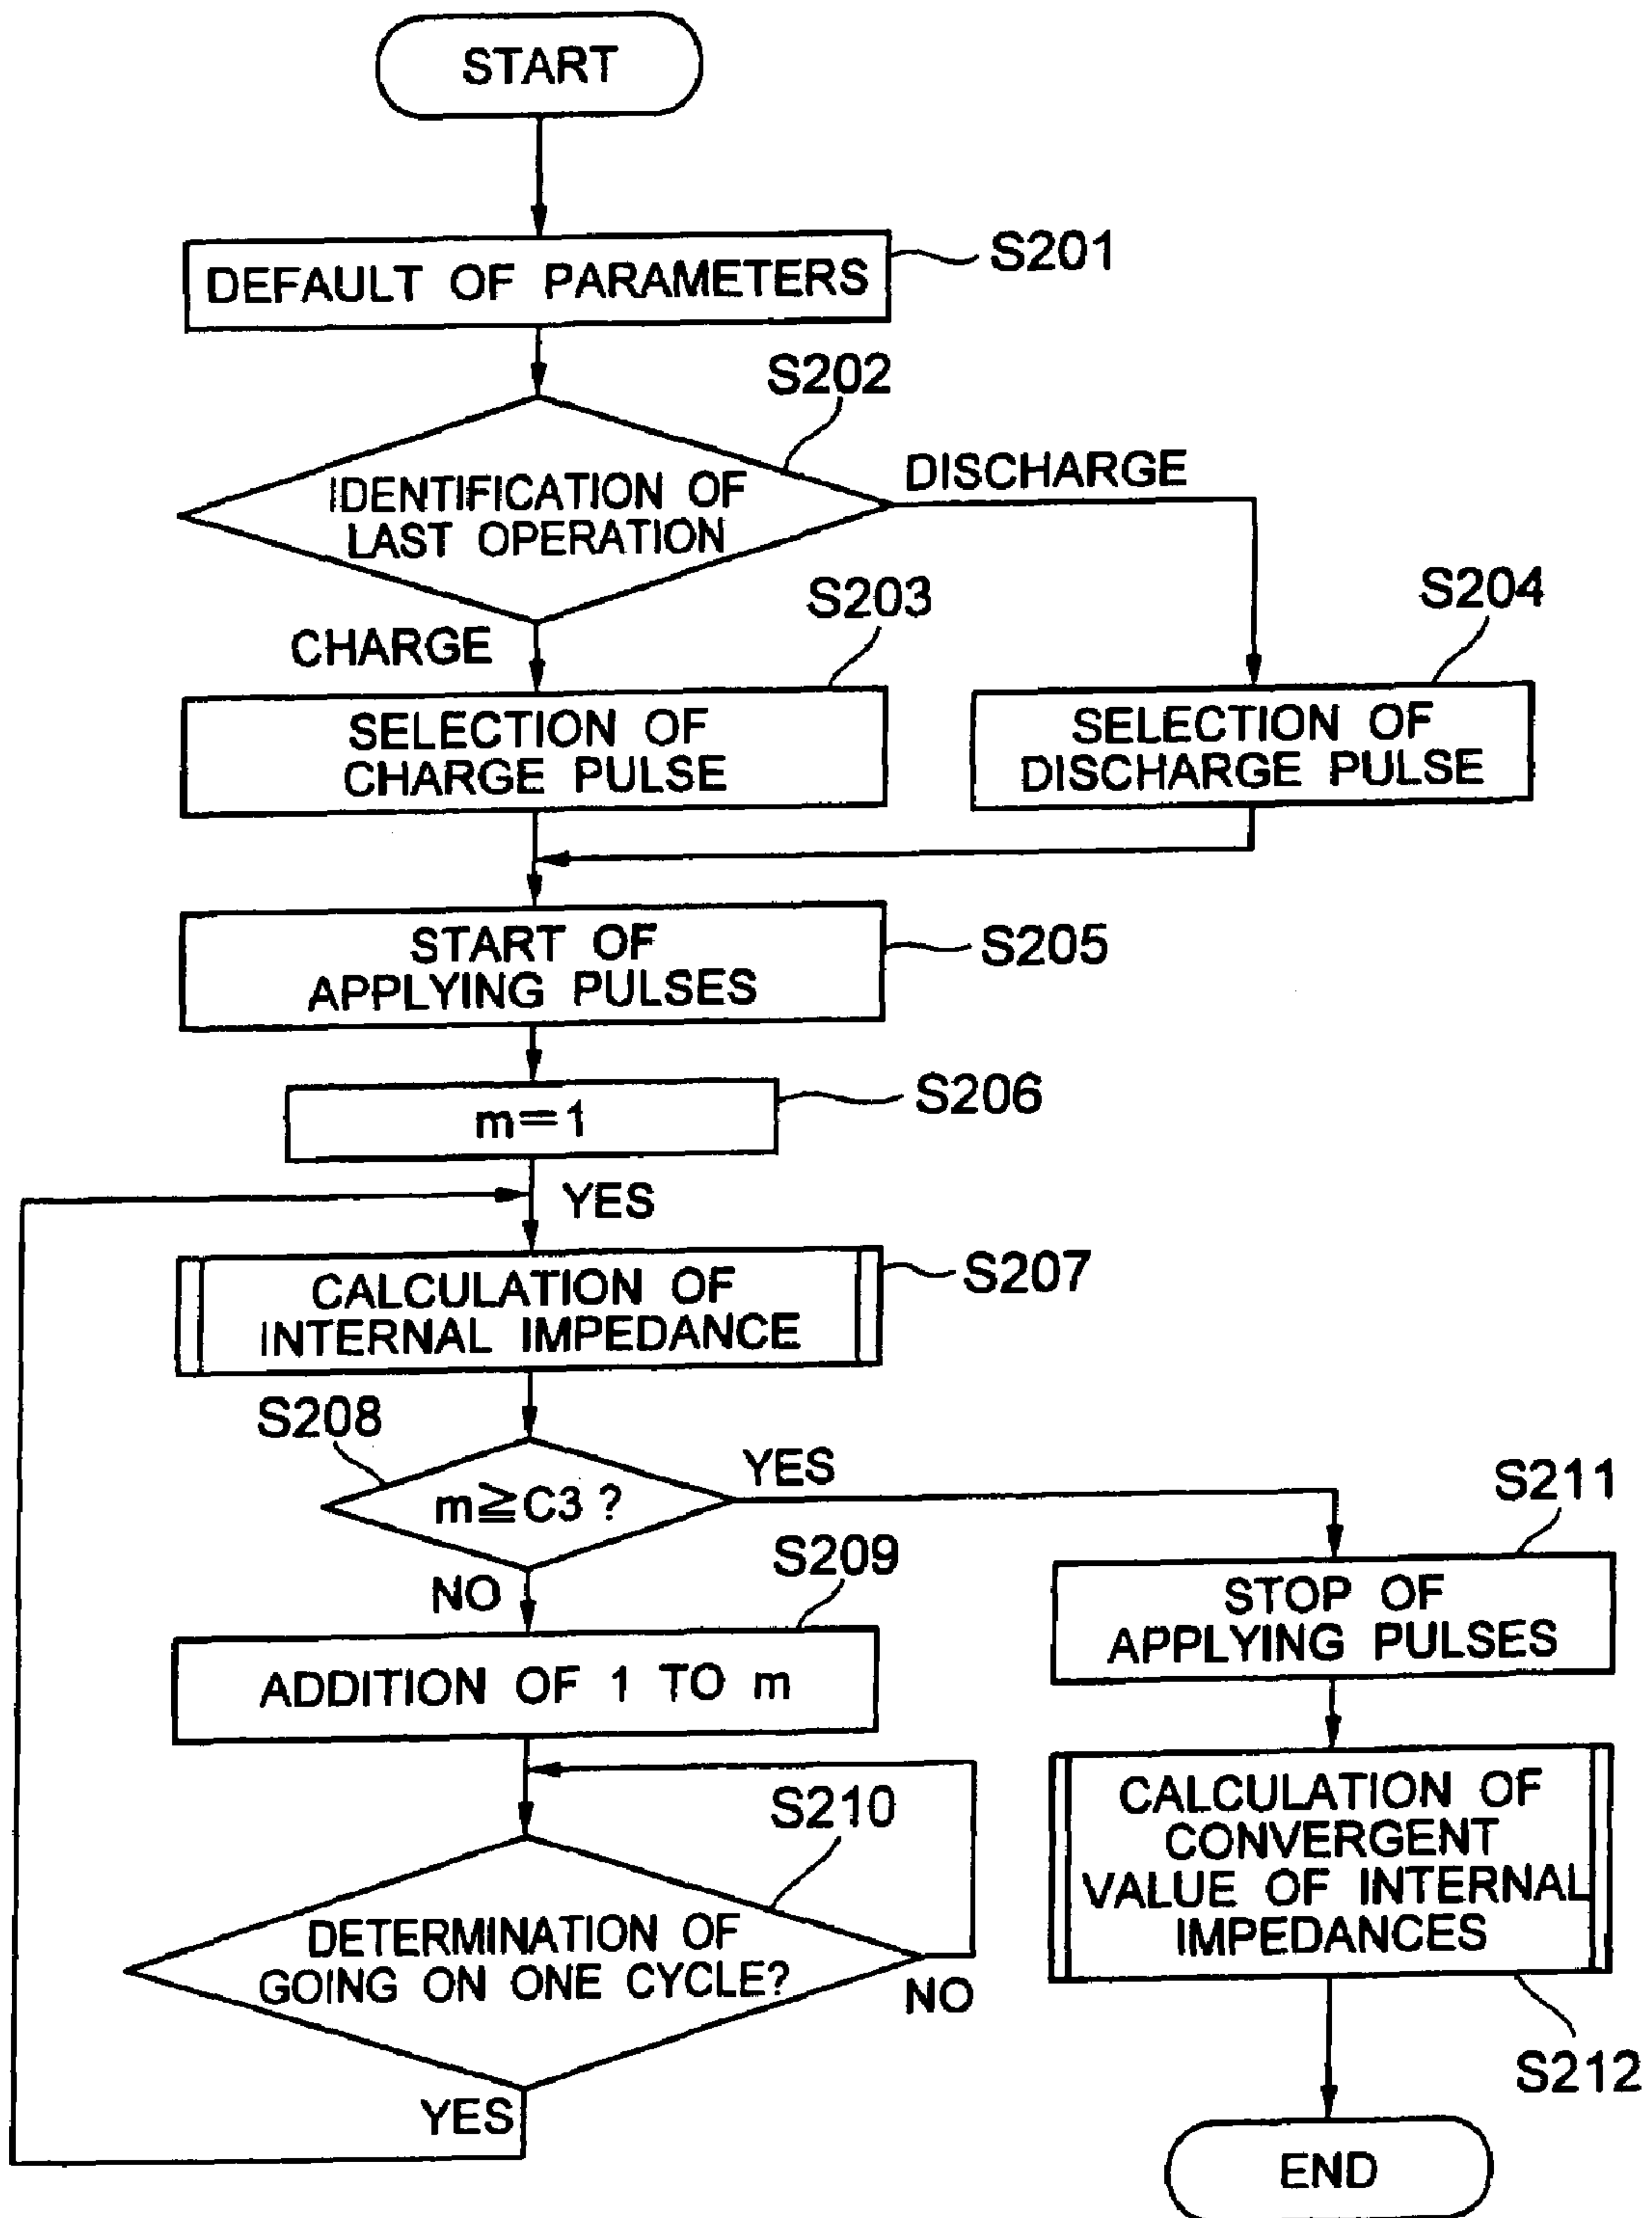 START
DEFAULT OF PARAMETERS
S201
S202
IDENTIFICATION OF
LAST OPERATION
DISCHARGE
CHARGE
S203
SELECTION OF
CHARGE PULSE
S204
SELECTION OF
DISCHARGE PULSE
START OF
APPLYING PULSES
S205
m=1
S206
YES
CALCULATION OF
INTERNAL IMPEDANCE
S207
S208
m≧C3 ?
YES
NO
S209
ADDITION OF 1 TO m
S210
DETERMINATION OF
GOING ON ONE CYCLE?
NO
YES
S211
STOP OF
APPLYING PULSES
CALCULATION OF
CONVERGENT
VALUE OF INTERNAL
IMPEDANCES
S212
END